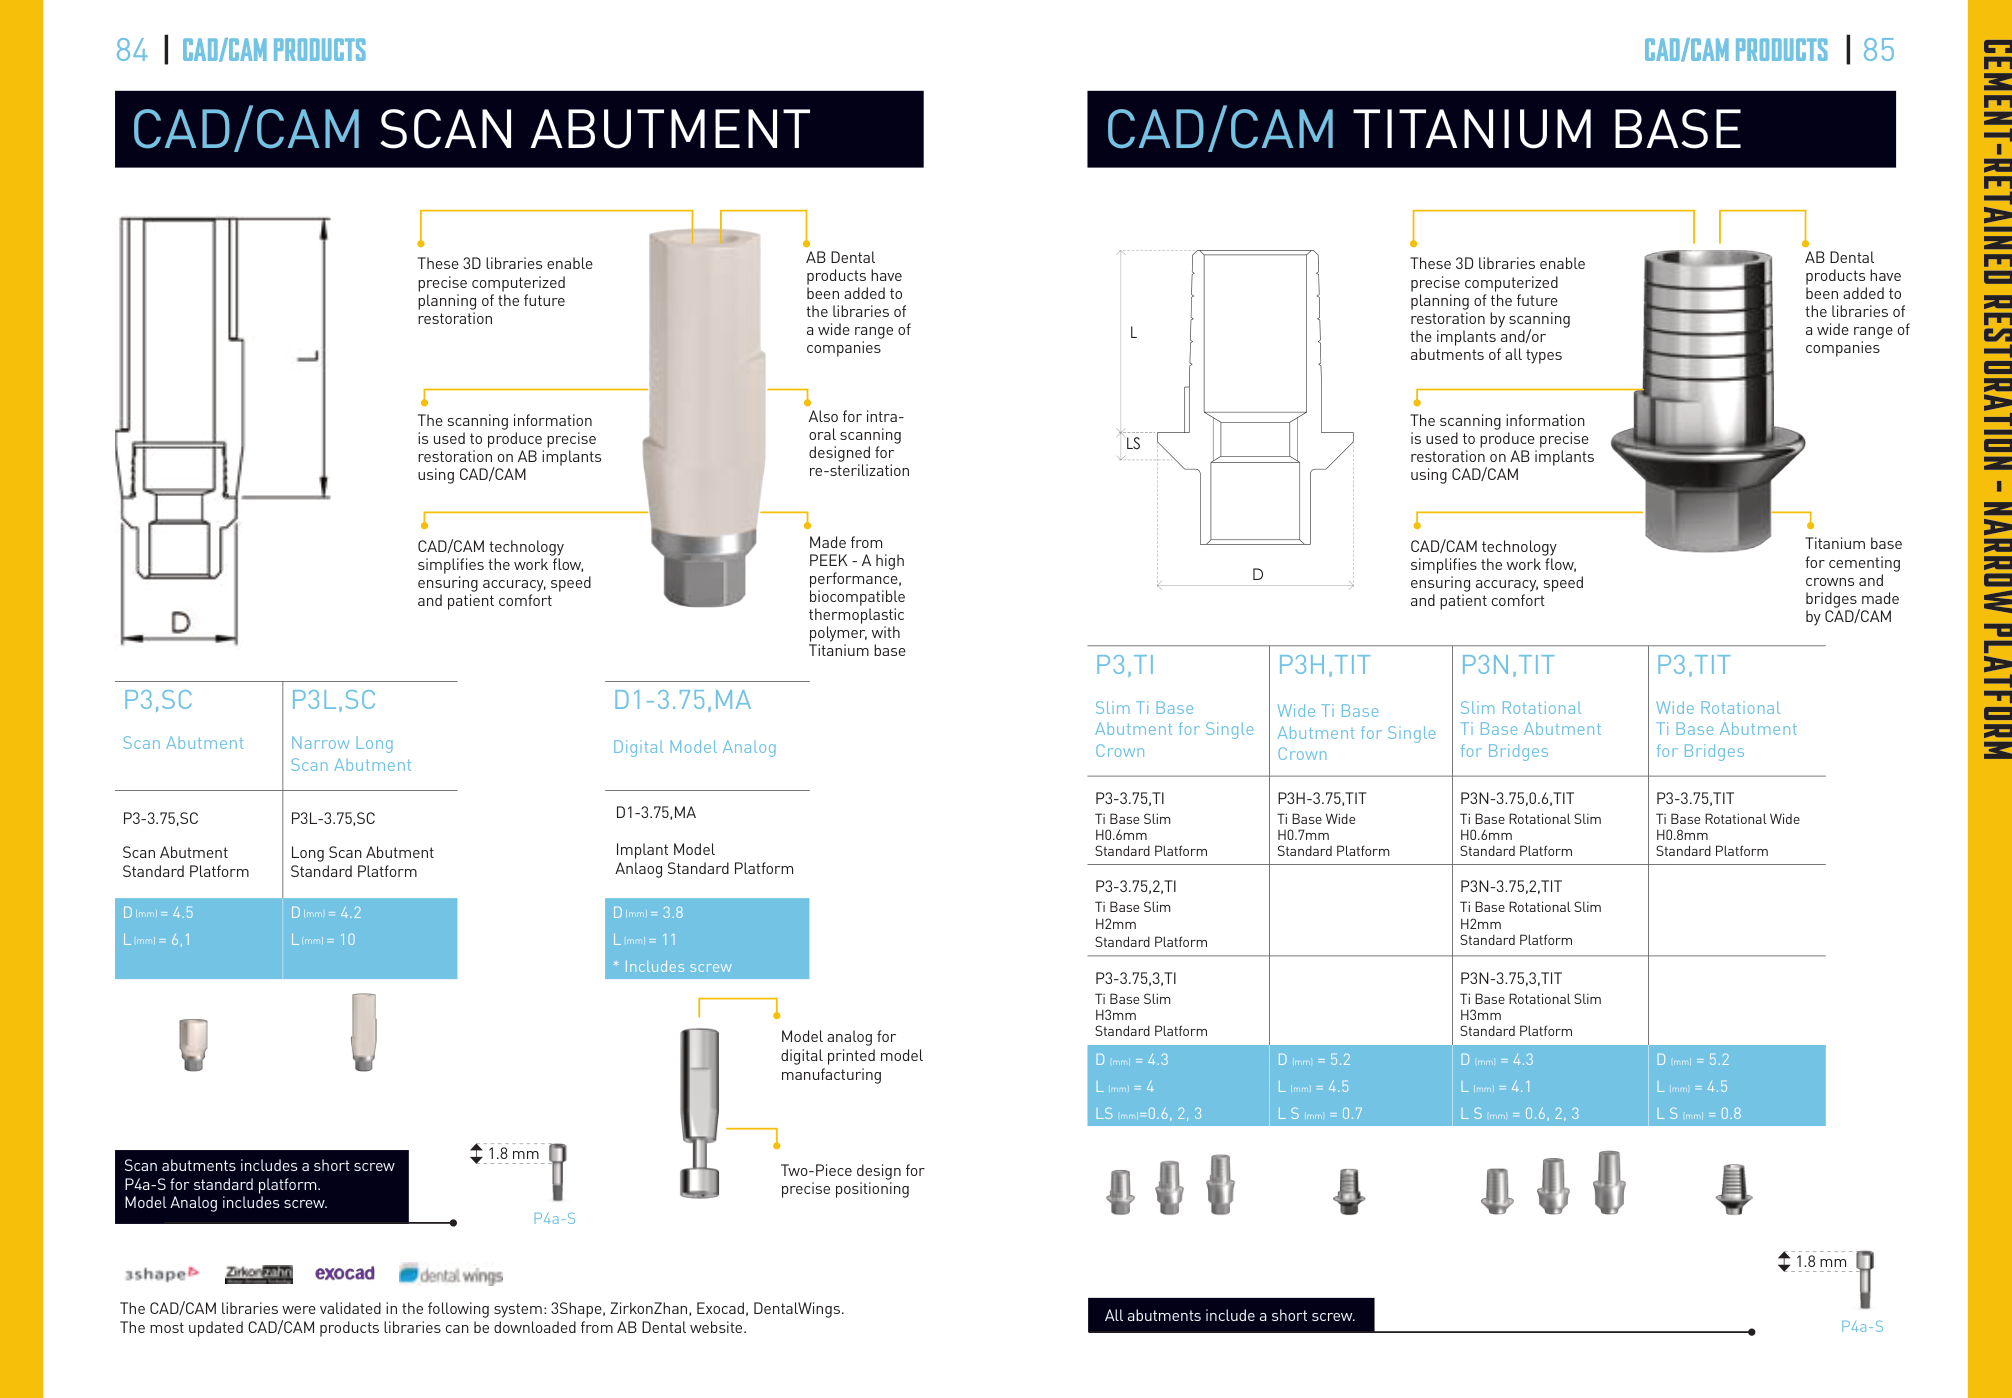 84 | CAD/CAM PRODUCTS
CAD/CAM SCAN ABUTMENT
L
D
These 3D libraries enable
precise computerized
planning of the future
restoration
AB Dental
products have
been added to
the libraries of
a wide range of
companies
The scanning information
is used to produce precise
restoration on AB implants
using CAD/CAM
Also for intra-
oral scanning
designed for
re-sterilization
CAD/CAM technology
simplifies the work flow,
ensuring accuracy, speed
and patient comfort
Made from
PEEK - A high
performance,
biocompatible
thermoplastic
polymer, with
Titanium base
P3,SC
Scan Abutment
P3-3.75,SC
Scan Abutment
Standard Platform
D (mm) = 4.5
L (mm) = 6,1
P3L,SC
Narrow Long
Scan Abutment
P3L-3.75,SC
Long Scan Abutment
Standard Platform
D (mm) = 4.2
L (mm) = 10
D1-3.75,MA
Digital Model Analog
D1-3.75,MA
Implant Model
Anlaog Standard Platform
D (mm) = 3.8
L (mm) = 11
* Includes screw
Model analog for
digital printed model
manufacturing
Two-Piece design for
precise positioning
Scan abutments includes a short screw
P4a-S for standard platform.
Model Analog includes screw.
1.8 mm
P4a-S
3shape
Zirkonzahn
exocad
dental wings
The CAD/CAM libraries were validated in the following system: 3Shape, ZirkonZhan, Exocad, DentalWings.
The most updated CAD/CAM products libraries can be downloaded from AB Dental website.
CAD/CAM PRODUCTS | 85
CAD/CAM TITANIUM BASE
L
LS
D
These 3D libraries enable
precise computerized
planning of the future
restoration by scanning
the implants and/or
abutments of all types
AB Dental
products have
been added to
the libraries of
a wide range of
companies
The scanning information
is used to produce precise
restoration on AB implants
using CAD/CAM
CAD/CAM technology
simplifies the work flow,
ensuring accuracy, speed
and patient comfort
Titanium base
for cementing
crowns and
bridges made
by CAD/CAM
P3,TI
Slim Ti Base
Abutment for Single
Crown
P3-3.75,TI
Ti Base Slim
H0.6mm
Standard Platform
P3-3.75,2,TI
Ti Base Slim
H2mm
Standard Platform
P3-3.75,3,TI
Ti Base Slim
H3mm
Standard Platform
D (mm) = 4.3
L (mm) = 4
LS (mm)=0.6, 2, 3
P3H,TIT
Wide Ti Base
Abutment for Single
Crown
P3H-3.75,TIT
Ti Base Wide
H0.7mm
Standard Platform
D (mm) = 5.2
L (mm) = 4.5
L S (mm) = 0.7
P3N,TIT
Slim Rotational
Ti Base Abutment
for Bridges
P3N-3.75,0.6,TIT
Ti Base Rotational Slim
H0.6mm
Standard Platform
P3N-3.75,2,TIT
Ti Base Rotational Slim
H2mm
Standard Platform
P3N-3.75,3,TIT
Ti Base Rotational Slim
H3mm
Standard Platform
D (mm) = 4.3
L (mm) = 4.1
L S (mm) = 0.6, 2, 3
P3,TIT
Wide Rotational
Ti Base Abutment
for Bridges
P3-3.75,TIT
Ti Base Rotational Wide
H0.8mm
Standard Platform
D (mm) = 5.2
L (mm) = 4.5
L S (mm) = 0.8
All abutments include a short screw.
1.8 mm
P4a-S
CEMENT-RETAINED RESTORATION - NARROW PLATFORM